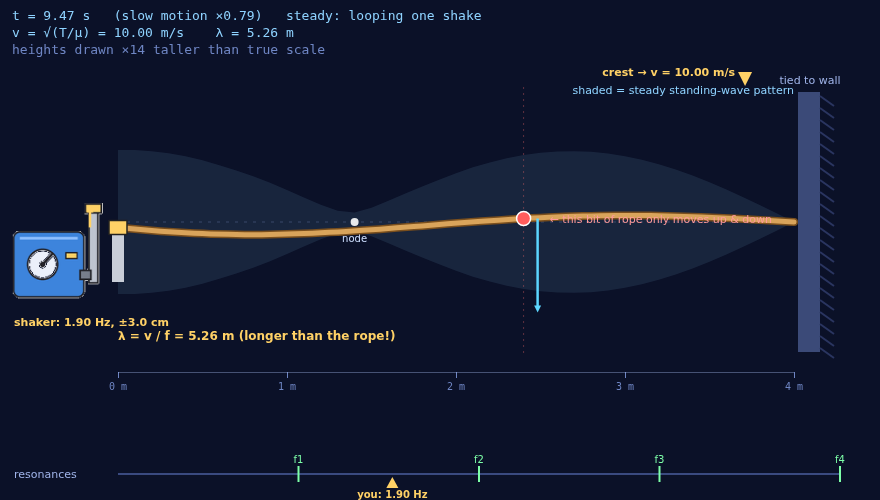 t = 9.47 s   (slow motion ×0.79)   steady: looping one shake
v = √(T/μ) = 10.00 m/s    λ = 5.26 m
heights drawn ×14 taller than true scale
crest → v = 10.00 m/s
tied to wall
shaded = steady standing-wave pattern
← this bit of rope only moves up & down
node
shaker: 1.90 Hz, ±3.0 cm
λ = v / f = 5.26 m (longer than the rope!)
0 m   1 m   2 m   3 m   4 m
f1   f2   f3   f4
resonances
you: 1.90 Hz